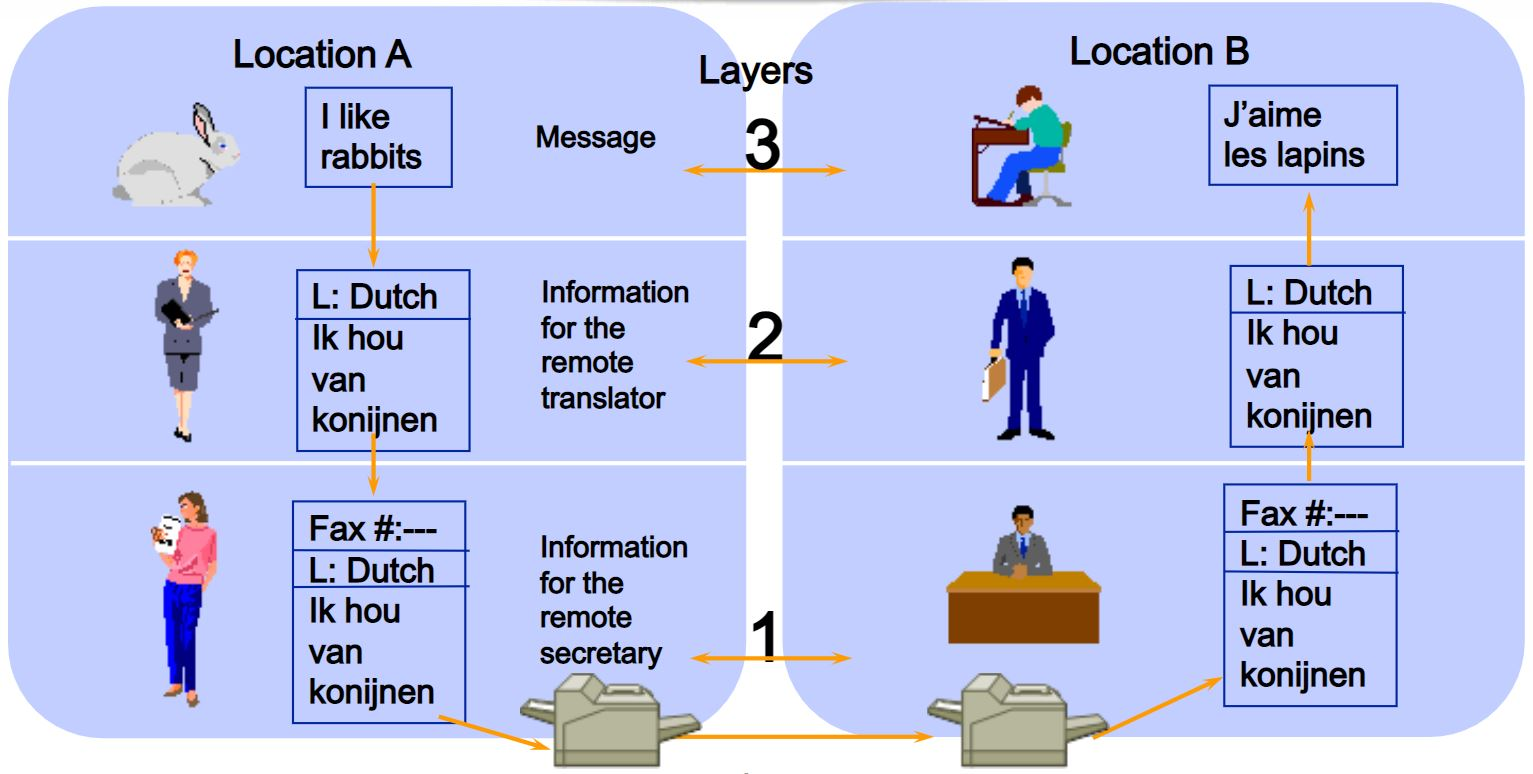 Location A
Layers
Location B
I like
rabbits
Message
3
J’aime
les lapins
L: Dutch
Ik hou
van
konijnen
Information
for the
remote
translator
2
L: Dutch
Ik hou
van
konijnen
Fax #:---
L: Dutch
Ik hou
van
konijnen
Information
for the
remote
secretary
1
Fax #:---
L: Dutch
Ik hou
van
konijnen